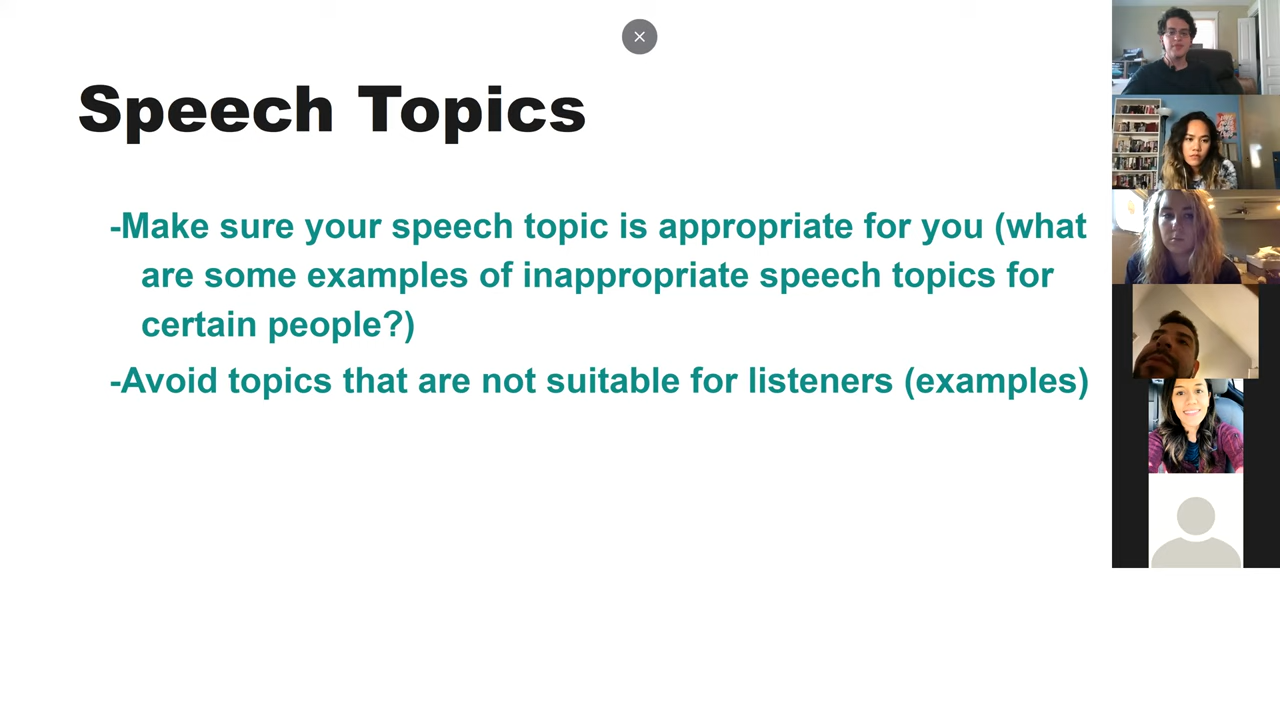 Speech Topics
-Make sure your speech topic is appropriate for you (what
are some examples of inappropriate speech topics for
certain people?)
-Avoid topics that are not suitable for listeners (examples)